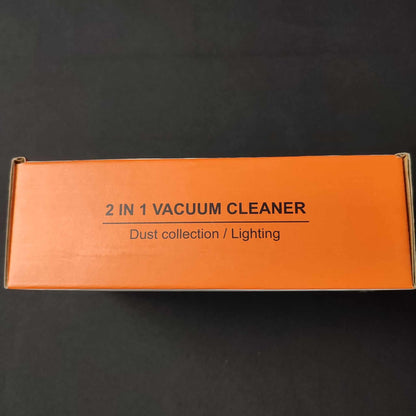 2 IN 1 VACUUM CLEANER
Dust collection / Lighting